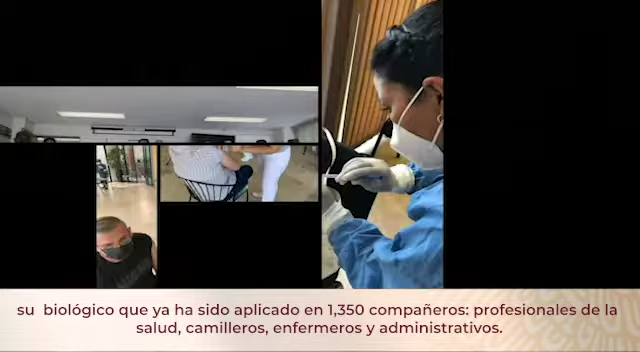 su  biológico que ya ha sido aplicado en 1,350 compañeros: profesionales de la
salud, camilleros, enfermeros y administrativos.